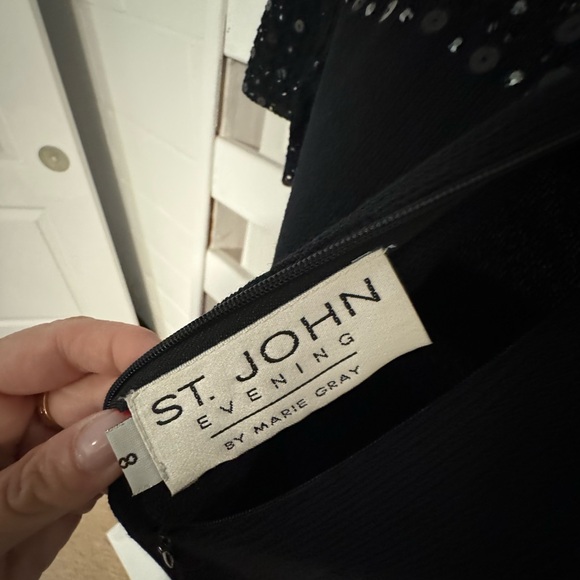 ST. JOHN
EVENING
BY MARIE GRAY
8